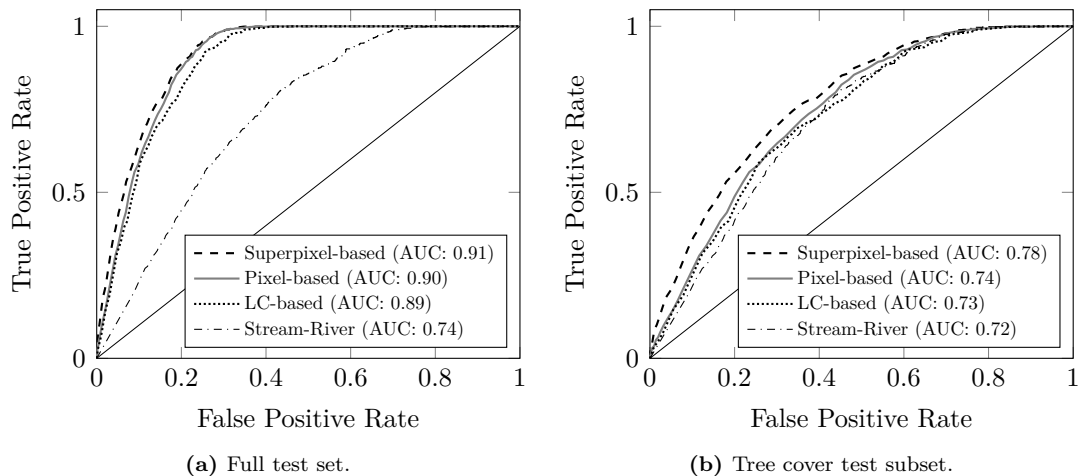 1
0.5
0
True Positive Rate
0 0.2 0.4 0.6 0.8 1
False Positive Rate
Superpixel-based (AUC: 0.91)
Pixel-based (AUC: 0.90)
LC-based (AUC: 0.89)
Stream-River (AUC: 0.74)
(a) Full test set.
1
0.5
0
True Positive Rate
0 0.2 0.4 0.6 0.8 1
False Positive Rate
Superpixel-based (AUC: 0.78)
Pixel-based (AUC: 0.74)
LC-based (AUC: 0.73)
Stream-River (AUC: 0.72)
(b) Tree cover test subset.